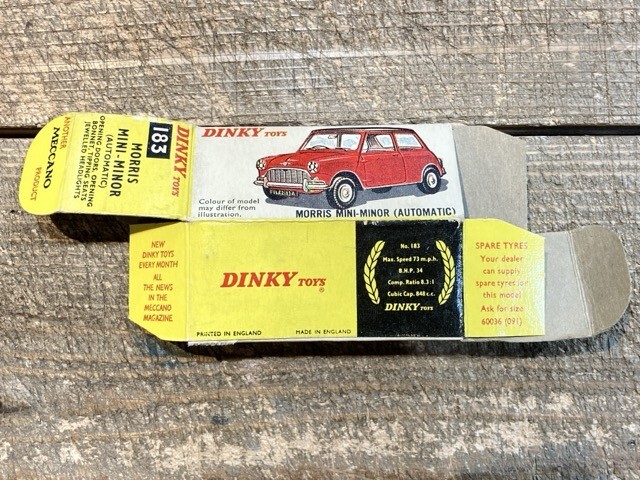 ANOTHER
MECCANO
PRODUCT
183
MORRIS
MINI-MINOR
(AUTOMATIC)
OPENING DOORS, OPENING
BONNET, TIPPING SEATS
JEWELLED HEADLIGHTS
DINKY TOYS
DINKY TOYS
Colour of model
may differ from
illustration.
MORRIS MINI-MINOR (AUTOMATIC)
NEW
DINKY TOYS
EVERY MONTH
ALL
THE NEWS
IN THE
MECCANO
MAGAZINE
DINKY TOYS®
PRINTED IN ENGLAND
MADE IN ENGLAND
No. 183
Max. Speed 73 m.p.h.
B.H.P. 34
Comp. Ratio 8.3:1
Cubic Cap. 848 c.c.
DINKY TOYS
SPARE TYRES
Your dealer
can supply
spare tyres for
this model
Ask for size
60036 (081)